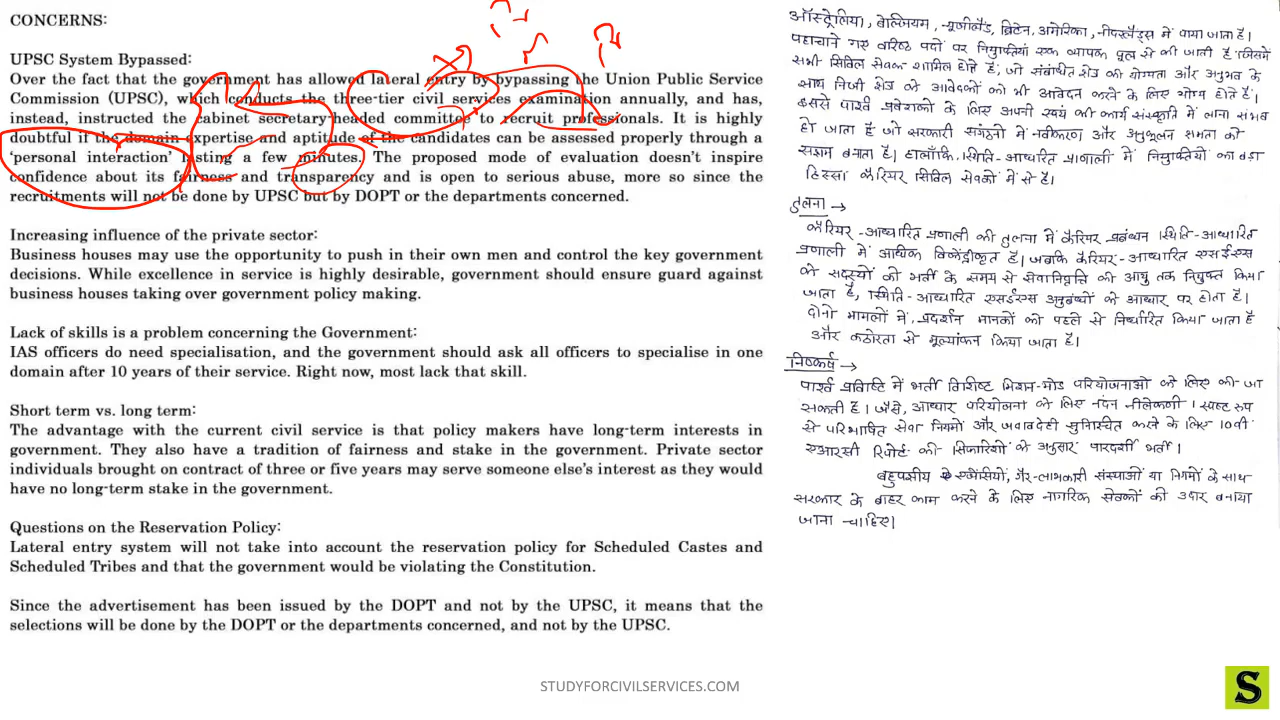 CONCERNS:
UPSC System Bypassed:
Over the fact that the government has allowed lateral entry by bypassing the Union Public Service
Commission (UPSC), which conducts the three-tier civil services examination annually, and has,
instead, instructed the cabinet secretary-headed committee to recruit professionals. It is highly
doubtful if the domain expertise and aptitude of the candidates can be assessed properly through a
‘personal interaction’ lasting a few minutes. The proposed mode of evaluation doesn’t inspire
confidence about its fairness and transparency and is open to serious abuse, more so since the
recruitments will not be done by UPSC but by DOPT or the departments concerned.
Increasing influence of the private sector:
Business houses may use the opportunity to push in their own men and control the key government
decisions. While excellence in service is highly desirable, government should ensure guard against
business houses taking over government policy making.
Lack of skills is a problem concerning the Government:
IAS officers do need specialisation, and the government should ask all officers to specialise in one
domain after 10 years of their service. Right now, most lack that skill.
Short term vs. long term:
The advantage with the current civil service is that policy makers have long-term interests in
government. They also have a tradition of fairness and stake in the government. Private sector
individuals brought on contract of three or five years may serve someone else’s interest as they would
have no long-term stake in the government.
Questions on the Reservation Policy:
Lateral entry system will not take into account the reservation policy for Scheduled Castes and
Scheduled Tribes and that the government would be violating the Constitution.
Since the advertisement has been issued by the DOPT and not by the UPSC, it means that the
selections will be done by the DOPT or the departments concerned, and not by the UPSC.
ऑस्ट्रेलिया, बेल्जियम, न्यूजीलैंड, ब्रिटेन, अमेरिका, नीदरलैंड्स में पाया जाता है।
पहचाने गए वरिष्ठ पदों पर नियुक्तियां एक व्यापक पूल से की जाती हैं जिसमें
सभी सिविल सेवक शामिल होते हैं; जो संबंधित क्षेत्र की योग्यता और अनुभव के
साथ निजी क्षेत्र के आवेदकों को भी आवेदन करने के लिए योग्य होते हैं।
इससे पार्श्व प्रवेशकों के लिए अपनी स्वयं की कार्य संस्कृति में लाना संभव
हो जाता है जो सरकारी संगठनों में नवीकरण और अनुकूलन क्षमता को
सक्षम बनाता है। हालाँकि, स्थिति-आधारित प्रणाली में नियुक्तियों का बड़ा
हिस्सा कैरियर सिविल सेवकों में से है।
तुलना →
कैरियर-आधारित प्रणाली की तुलना में कैरियर प्रबंधन स्थिति-आधारित
प्रणाली में अधिक विकेंद्रीकृत है। जबकि कैरियर-आधारित एसईएस
के सदस्यों को भर्ती के समय से सेवानिवृत्ति की आयु तक नियुक्त किया
जाता है, स्थिति-आधारित एसईएस अनुबंधों के आधार पर होता है।
दोनों मामलों में, प्रदर्शन मानकों को पहले से निर्धारित किया जाता है
और कठोरता से मूल्यांकन किया जाता है।
निष्कर्ष →
पार्श्व प्रविष्टि में भर्ती विशिष्ट मिशन-मोड परियोजनाओं के लिए की जा
सकती है। जैसे, आधार परियोजना के लिए नंदन नीलेकणी। स्पष्ट रूप
से परिभाषित सेवा नियमों और जवाबदेही सुनिश्चित करने के लिए 10वीं
एआरसी रिपोर्ट की सिफारिशों के अनुसार पारदर्शी भर्ती।
बहुपक्षीय एजेंसियों, गैर-लाभकारी संस्थाओं या निगमों के साथ
सरकार के बाहर काम करने के लिए नागरिक सेवकों को उदार बनाया
जाना चाहिए।
STUDYFORCIVILSERVICES.COM
S